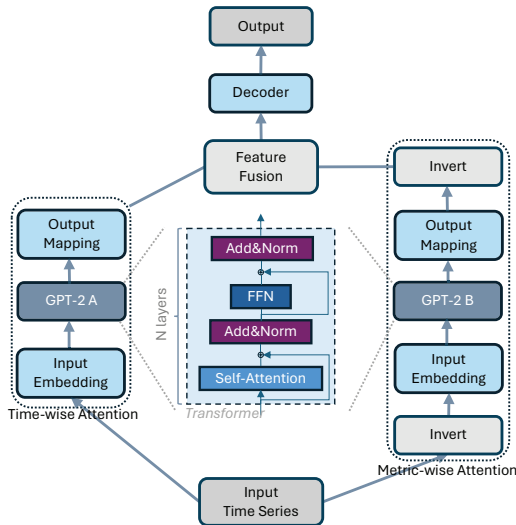 Output
Decoder
Feature
Fusion
Invert
Output
Mapping
Output
Mapping
Add&Norm
GPT-2 A
FFN
GPT-2 B
N layers
Add&Norm
Input
Embedding
Self-Attention
Input
Embedding
Time-wise Attention
Transformer
Invert
Metric-wise Attention
Input
Time Series